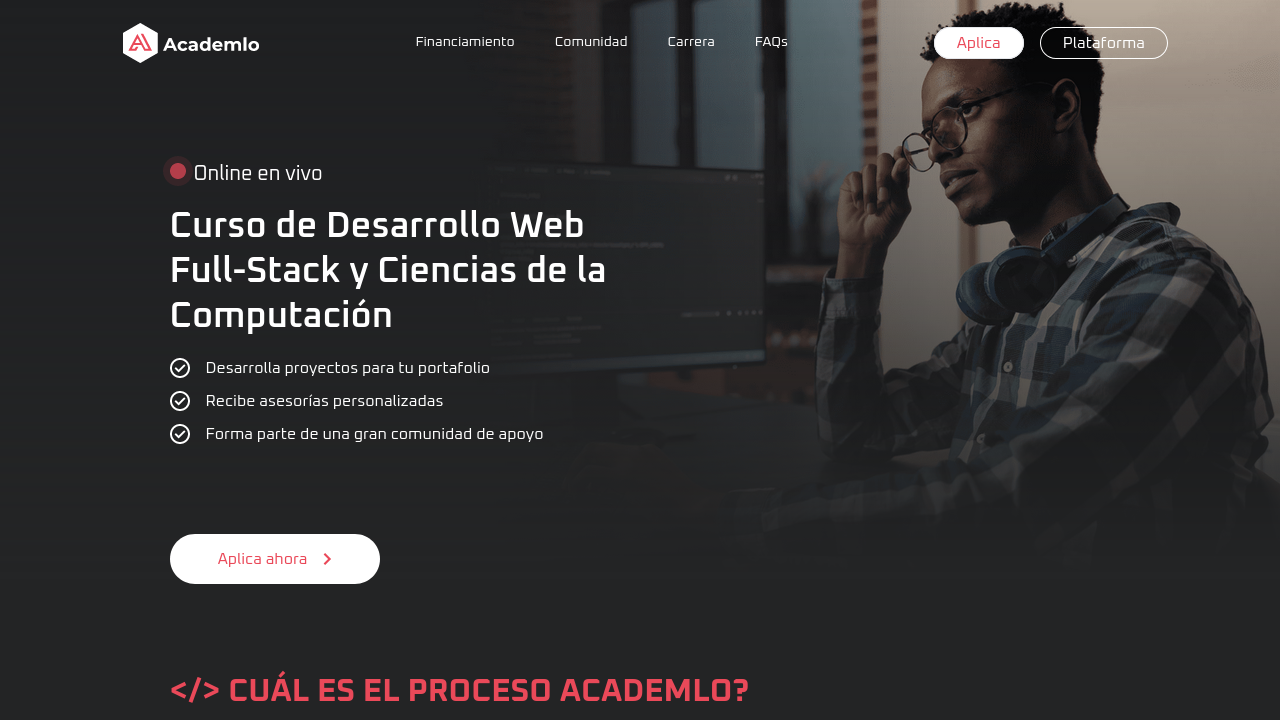 Academlo
Financiamiento
Comunidad
Carrera
FAQs
Aplica
Plataforma
Online en vivo
Curso de Desarrollo Web
Full-Stack y Ciencias de la
Computación
Desarrolla proyectos para tu portafolio
Recibe asesorías personalizadas
Forma parte de una gran comunidad de apoyo
Aplica ahora
</> CUÁL ES EL PROCESO ACADEMLO?